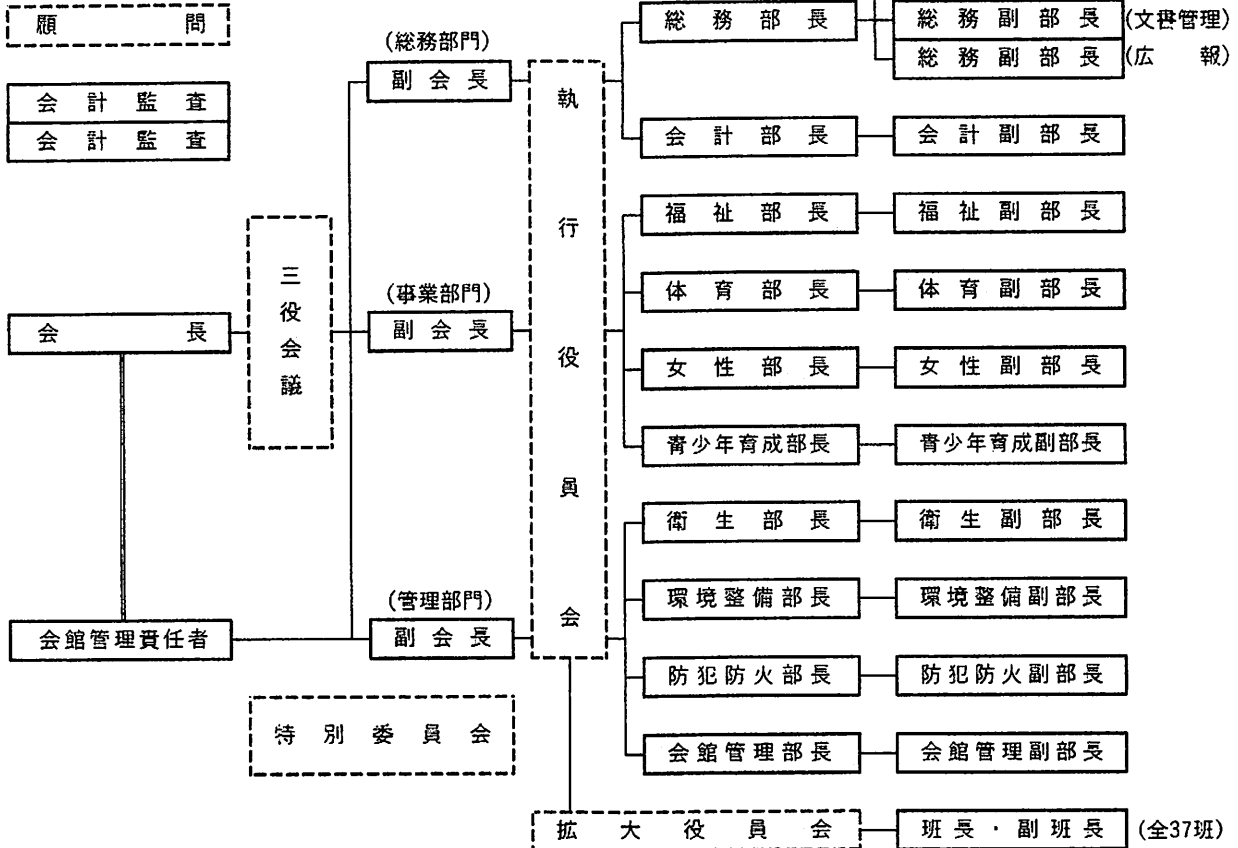 顧問
総務部長
総務副部長 (文書管理)
総務副部長 (広報)
(総務部門)
副会長
会計監査
会計監査
会計部長
会計副部長
執行役員会
福祉部長
福祉副部長
三役会議
(事業部門)
副会長
体育部長
体育副部長
会長
女性部長
女性副部長
青少年育成部長
青少年育成副部長
衛生部長
衛生副部長
(管理部門)
副会長
環境整備部長
環境整備副部長
会館管理責任者
防犯防火部長
防犯防火副部長
特別委員会
会館管理部長
会館管理副部長
拡大役員会
班長・副班長 (全37班)